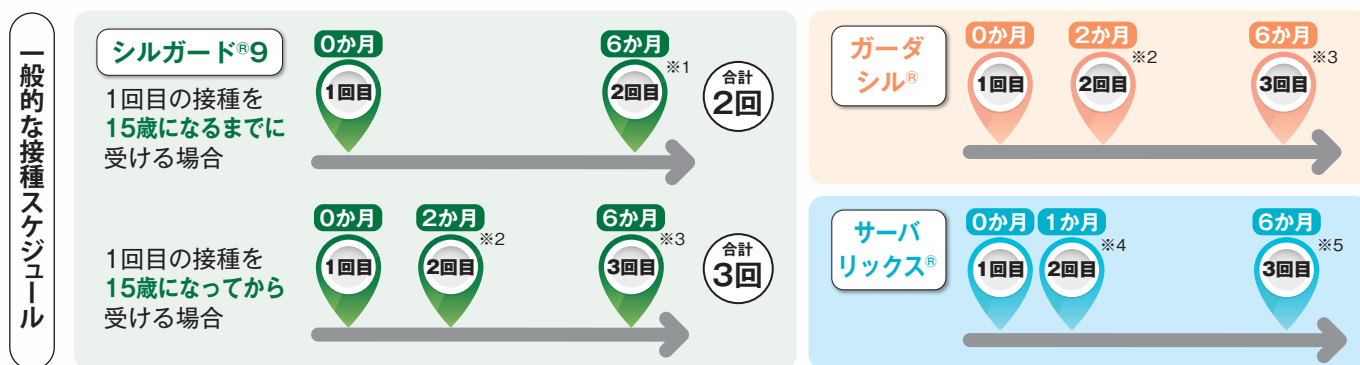 一般的な接種スケジュール
シルガード®9
1回目の接種を
15歳になるまでに
受ける場合
0か月
1回目
6か月
※1
2回目
合計
2回
1回目の接種を
15歳になってから
受ける場合
0か月
1回目
2か月
※2
2回目
6か月
※3
3回目
合計
3回
ガーダ
シル®
0か月
1回目
2か月
※2
2回目
6か月
※3
3回目
サーバ
リックス®
0か月
1回目
1か月
※4
2回目
6か月
※5
3回目